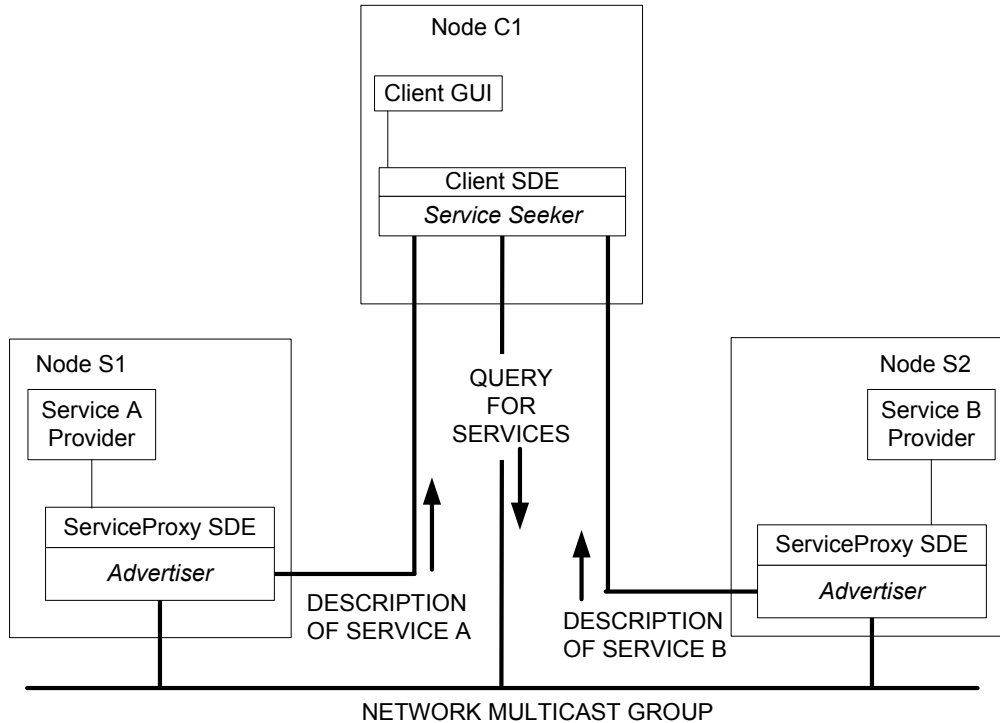 Node C1
Client GUI
Client SDE
Service Seeker
Node S1
Service A
Provider
ServiceProxy SDE
Advertiser
QUERY
FOR
SERVICES
DESCRIPTION
OF SERVICE A
DESCRIPTION
OF SERVICE B
Node S2
Service B
Provider
ServiceProxy SDE
Advertiser
NETWORK MULTICAST GROUP